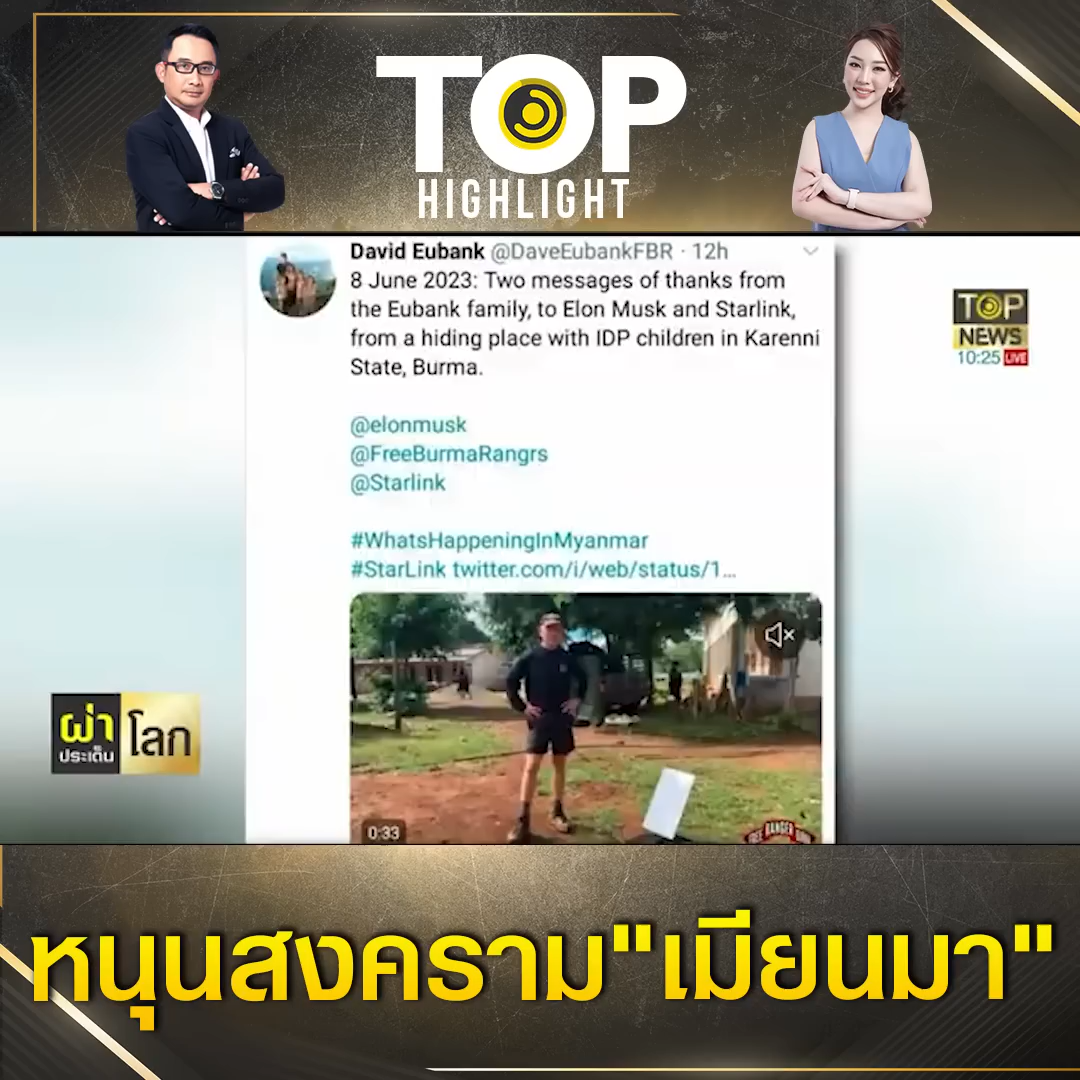 TOP
HIGHLIGHT
David Eubank @DaveEubankFBR · 12h
8 June 2023: Two messages of thanks from
the Eubank family, to Elon Musk and Starlink,
from a hiding place with IDP children in Karenni
State, Burma.
@elonmusk
@FreeBurmaRangrs
@Starlink
#WhatsHappeningInMyanmar
#StarLink twitter.com/i/web/status/1...
TOP
NEWS
10:25 LIVE
ผ่า
ประเด็น
โลก
0:33
หนุนสงคราม"เมียนมา"